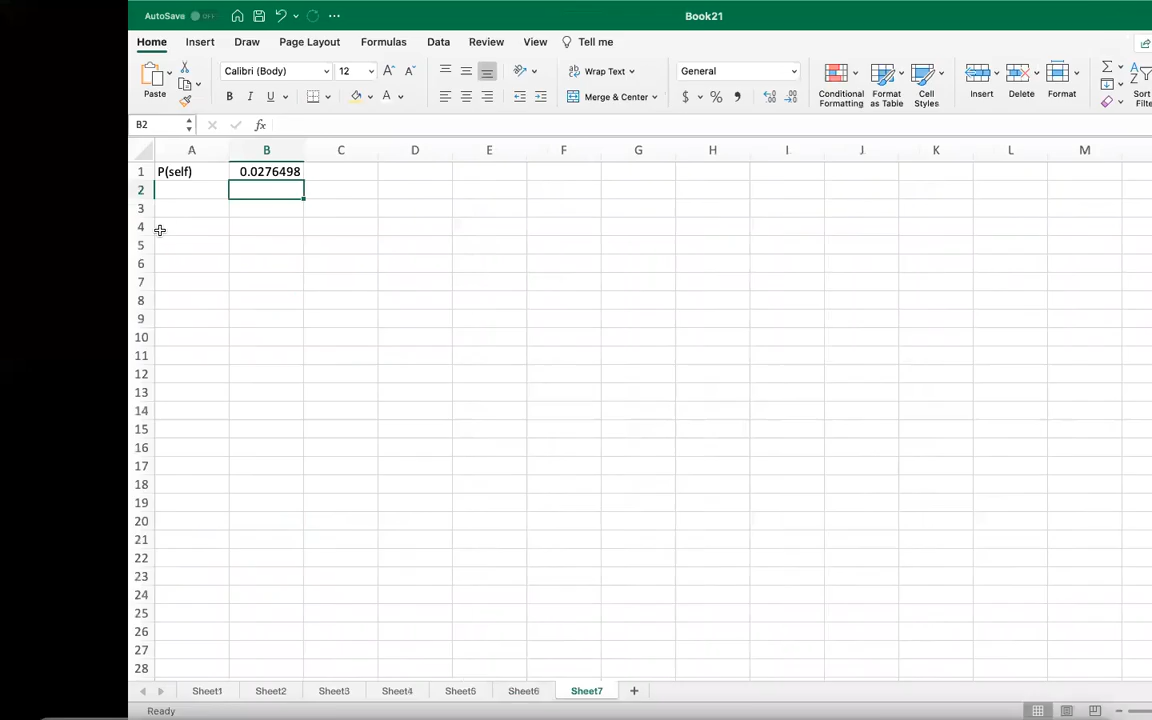 AutoSave OFF
Book21
Home Insert Draw Page Layout Formulas Data Review View Tell me
Paste
Calibri (Body) 12
A A
B I U A
Wrap Text
Merge & Center
General
$ % ,
Conditional Formatting
Format as Table
Cell Styles
Insert
Delete
Format
B2 fx
A B C D E F G H I J K L M
1 P(self) 0.0276498
2
3
4
5
6
7
8
9
10
11
12
13
14
15
16
17
18
19
20
21
22
23
24
25
26
27
28
Sheet1 Sheet2 Sheet3 Sheet4 Sheet5 Sheet6 Sheet7 +
Ready